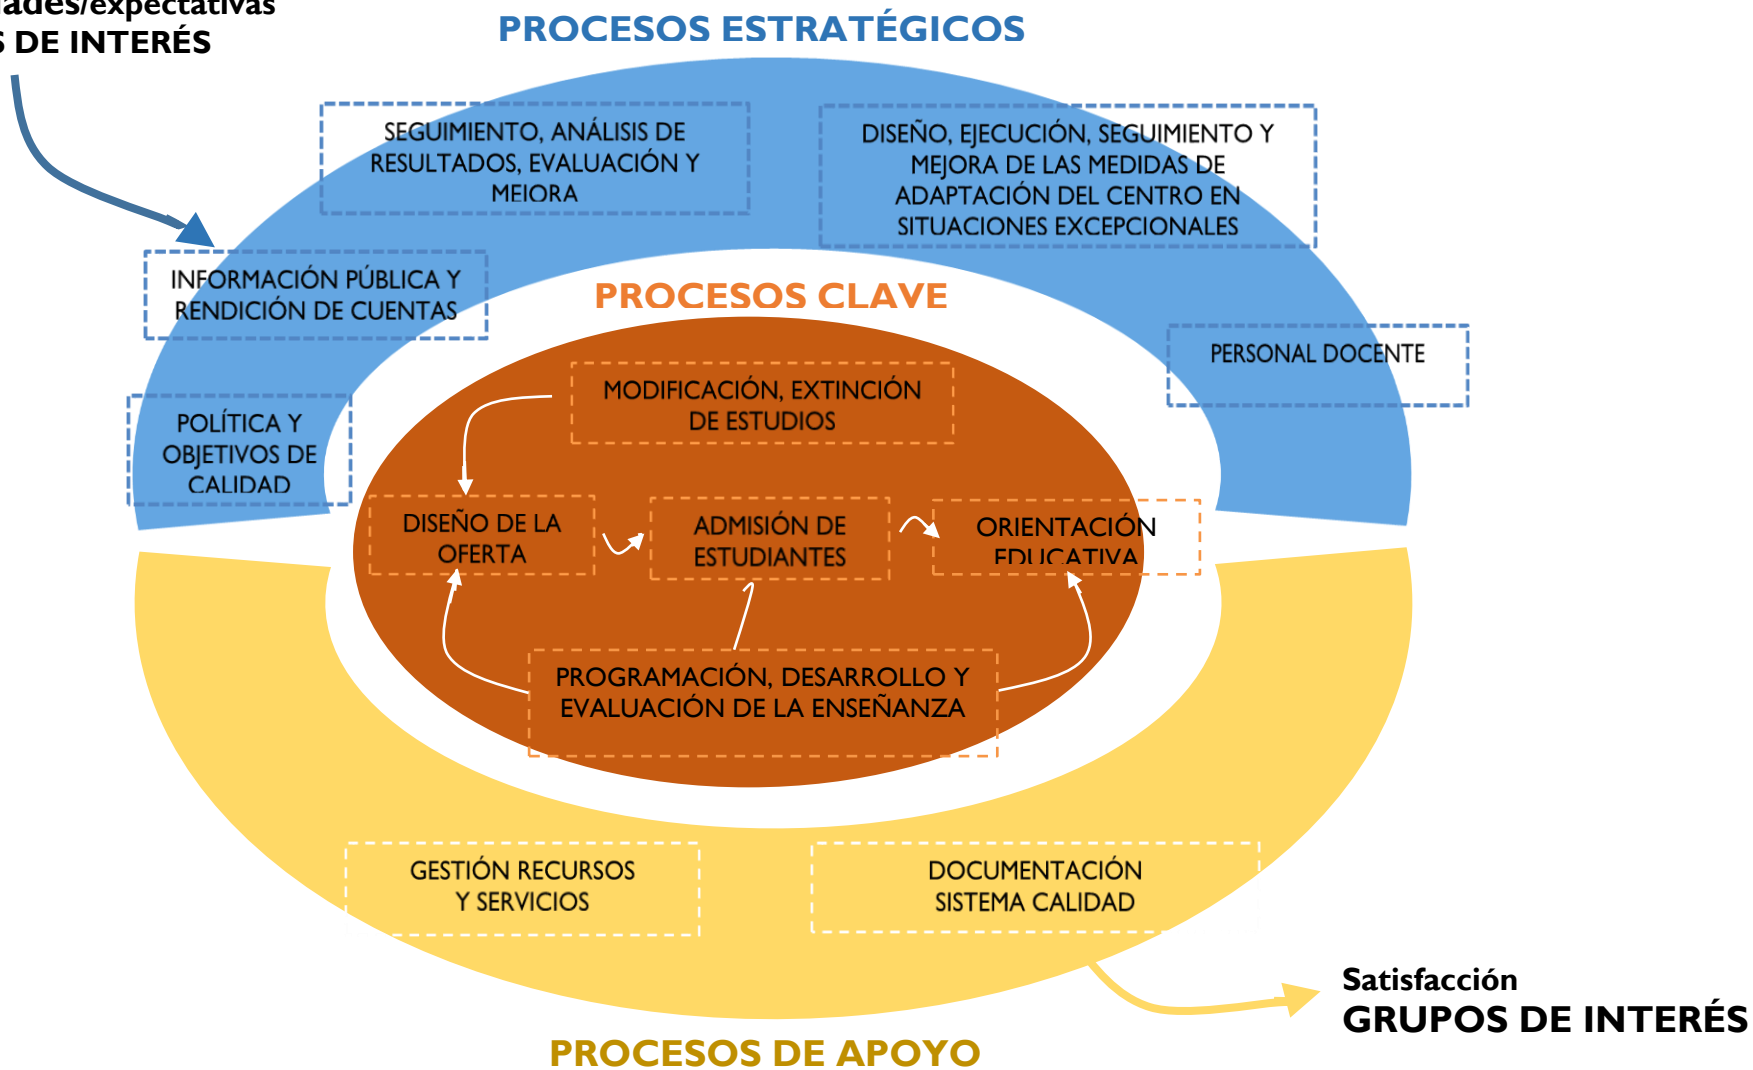 /expectativas
DE INTERÉS
PROCESOS ESTRATÉGICOS
SEGUIMIENTO, ANÁLISIS DE
RESULTADOS, EVALUACIÓN Y
MEJORA
DISEÑO, EJECUCIÓN, SEGUIMIENTO Y
MEJORA DE LAS MEDIDAS DE
ADAPTACIÓN DEL CENTRO EN
SITUACIONES EXCEPCIONALES
INFORMACIÓN PÚBLICA Y
RENDICIÓN DE CUENTAS
PERSONAL DOCENTE
POLÍTICA Y
OBJETIVOS DE
CALIDAD
PROCESOS CLAVE
MODIFICACIÓN, EXTINCIÓN
DE ESTUDIOS
DISEÑO DE LA
OFERTA
ADMISIÓN DE
ESTUDIANTES
ORIENTACIÓN
EDUCATIVA
PROGRAMACIÓN, DESARROLLO Y
EVALUACIÓN DE LA ENSEÑANZA
GESTIÓN RECURSOS
Y SERVICIOS
DOCUMENTACIÓN
SISTEMA CALIDAD
Satisfacción
GRUPOS DE INTERÉS
PROCESOS DE APOYO